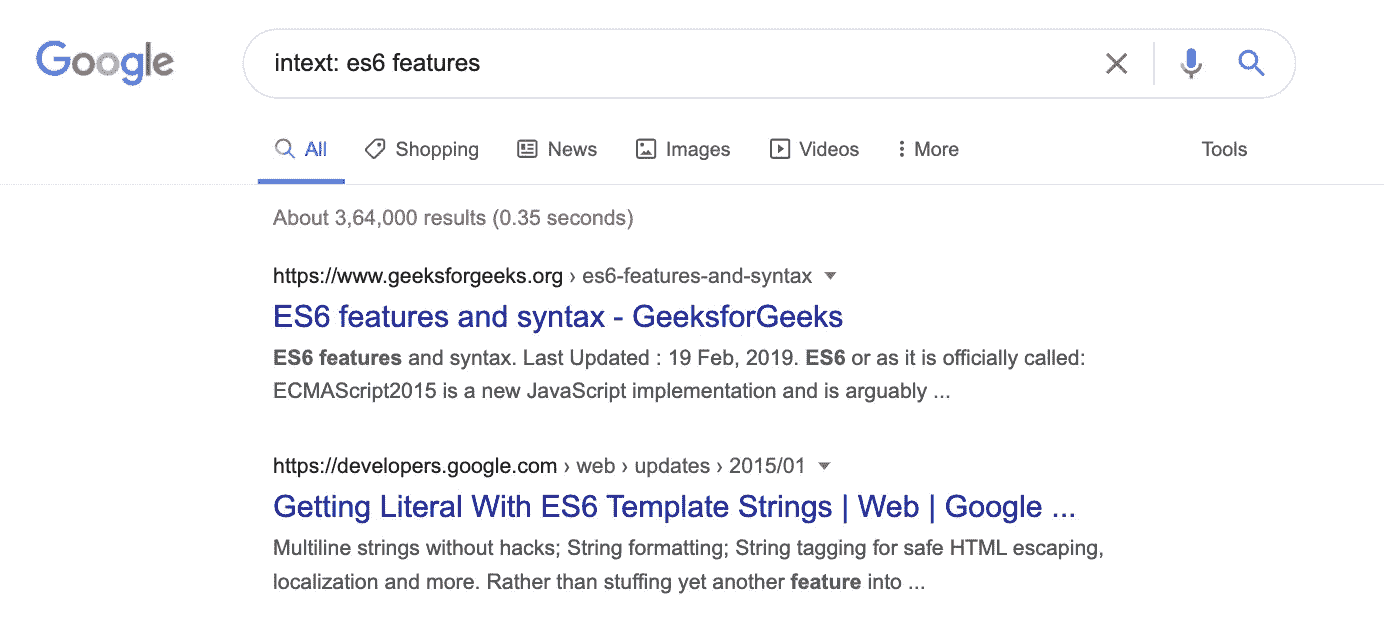 Google
intext: es6 features
All Shopping News Images Videos More Tools
About 3,64,000 results (0.35 seconds)
https://www.geeksforgeeks.org › es6-features-and-syntax
ES6 features and syntax - GeeksforGeeks
ES6 features and syntax. Last Updated : 19 Feb, 2019. ES6 or as it is officially called:
ECMAScript2015 is a new JavaScript implementation and is arguably ...
https://developers.google.com › web › updates › 2015/01
Getting Literal With ES6 Template Strings | Web | Google ...
Multiline strings without hacks; String formatting; String tagging for safe HTML escaping,
localization and more. Rather than stuffing yet another feature into ...